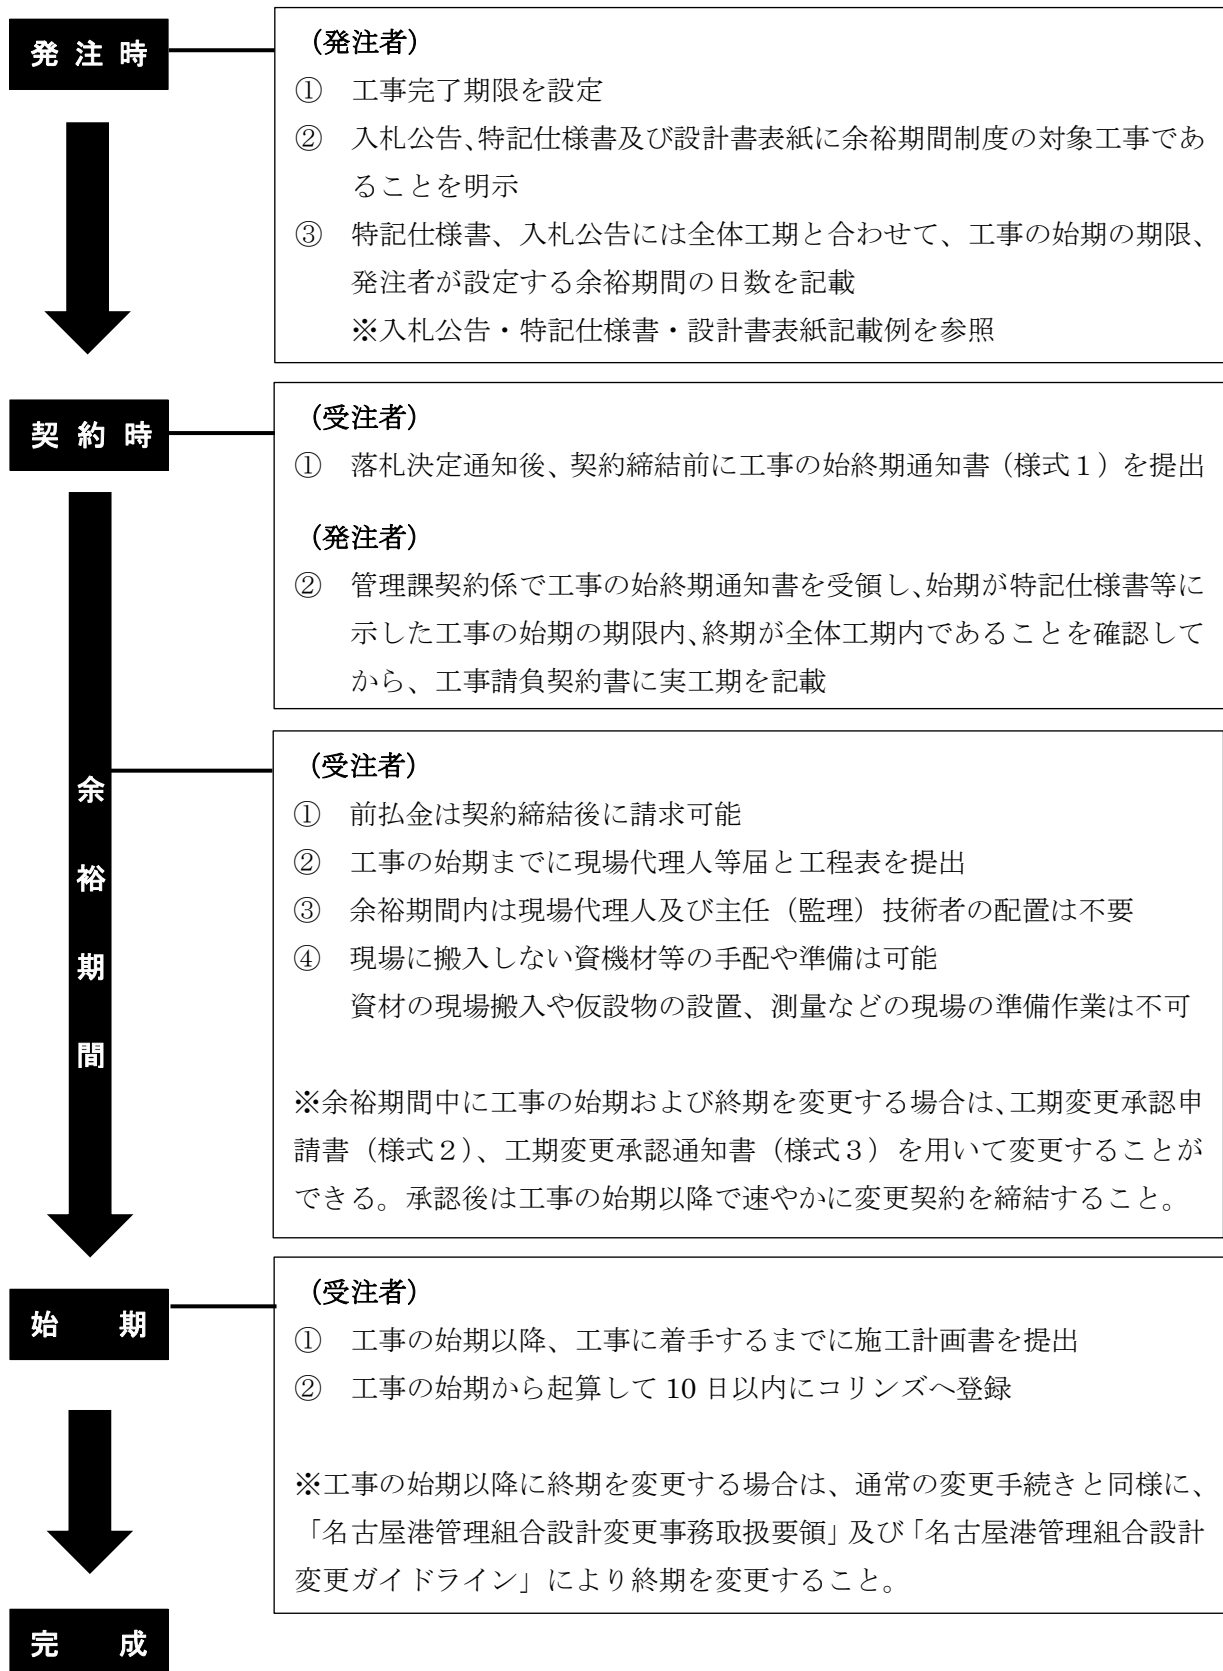 発注時
（発注者）
① 工事完了期限を設定
② 入札公告、特記仕様書及び設計書表紙に余裕期間制度の対象工事であ
ることを明示
③ 特記仕様書、入札公告には全体工期と合わせて、工事の始期の期限、
発注者が設定する余裕期間の日数を記載
※入札公告・特記仕様書・設計書表紙記載例を参照
契約時
（受注者）
① 落札決定通知後、契約締結前に工事の始終期通知書（様式１）を提出
（発注者）
② 管理課契約係で工事の始終期通知書を受領し、始期が特記仕様書等に
示した工事の始期の期限内、終期が全体工期内であることを確認して
から、工事請負契約書に実工期を記載
余裕期間
（受注者）
① 前払金は契約締結後に請求可能
② 工事の始期までに現場代理人等届と工程表を提出
③ 余裕期間内は現場代理人及び主任（監理）技術者の配置は不要
④ 現場に搬入しない資機材等の手配や準備は可能
資材の現場搬入や仮設物の設置、測量などの現場の準備作業は不可
※余裕期間中に工事の始期および終期を変更する場合は、工期変更承認申
請書（様式２）、工期変更承認通知書（様式３）を用いて変更することが
できる。承認後は工事の始期以降で速やかに変更契約を締結すること。
始期
（受注者）
① 工事の始期以降、工事に着手するまでに施工計画書を提出
② 工事の始期から起算して 10 日以内にコリンズへ登録
※工事の始期以降に終期を変更する場合は、通常の変更手続きと同様に、
「名古屋港管理組合設計変更事務取扱要領」及び「名古屋港管理組合設計
変更ガイドライン」により終期を変更すること。
完成